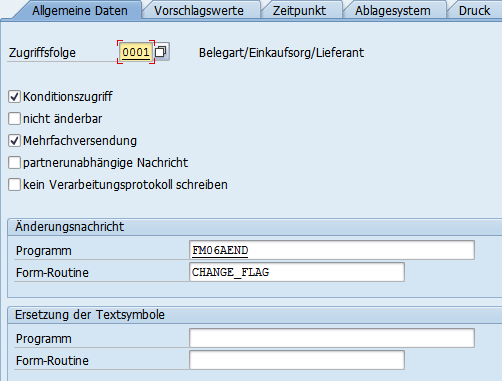 Allgemeine Daten Vorschlagswerte Zeitpunkt Ablagesystem Druck
Zugriffsfolge 0001 Belegart/Einkaufsorg/Lieferant
Konditionszugriff
nicht änderbar
Mehrfachversendung
partnerunabhängige Nachricht
kein Verarbeitungsprotokoll schreiben
Änderungsnachricht
Programm FM06AEND
Form-Routine CHANGE_FLAG
Ersetzung der Textsymbole
Programm
Form-Routine